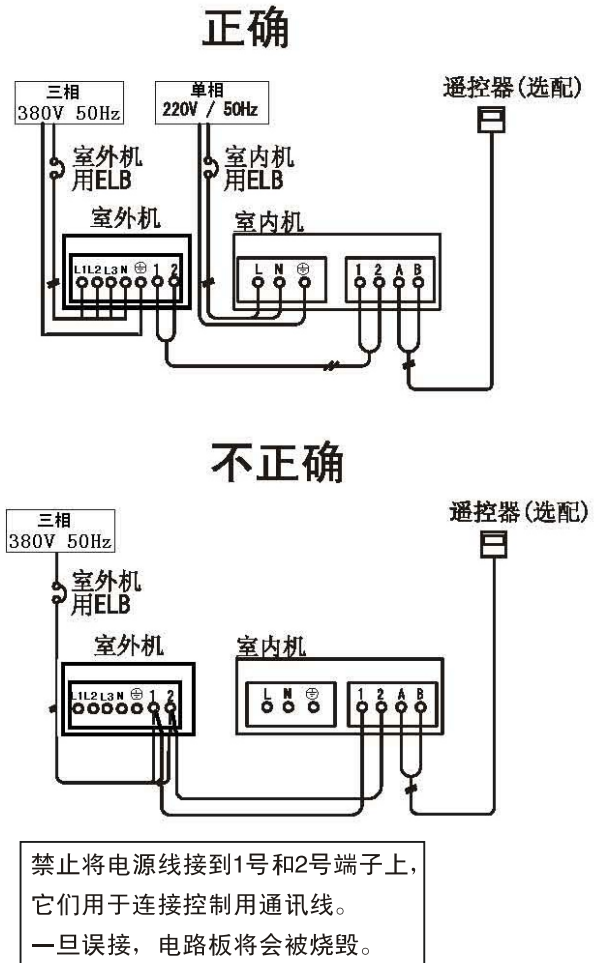 正确
三相
380V 50Hz
单相
220V / 50Hz
遥控器(选配)
室外机
用ELB
室内机
用ELB
室外机
室内机
L1L2L3N 1 2
L N
1 2 A B
不正确
三相
380V 50Hz
遥控器(选配)
室外机
用ELB
室外机
室内机
L1L2L3N 1 2
L N
1 2 A B
禁止将电源线接到1号和2号端子上,
它们用于连接控制用通讯线。
一旦误接，电路板将会被烧毁。